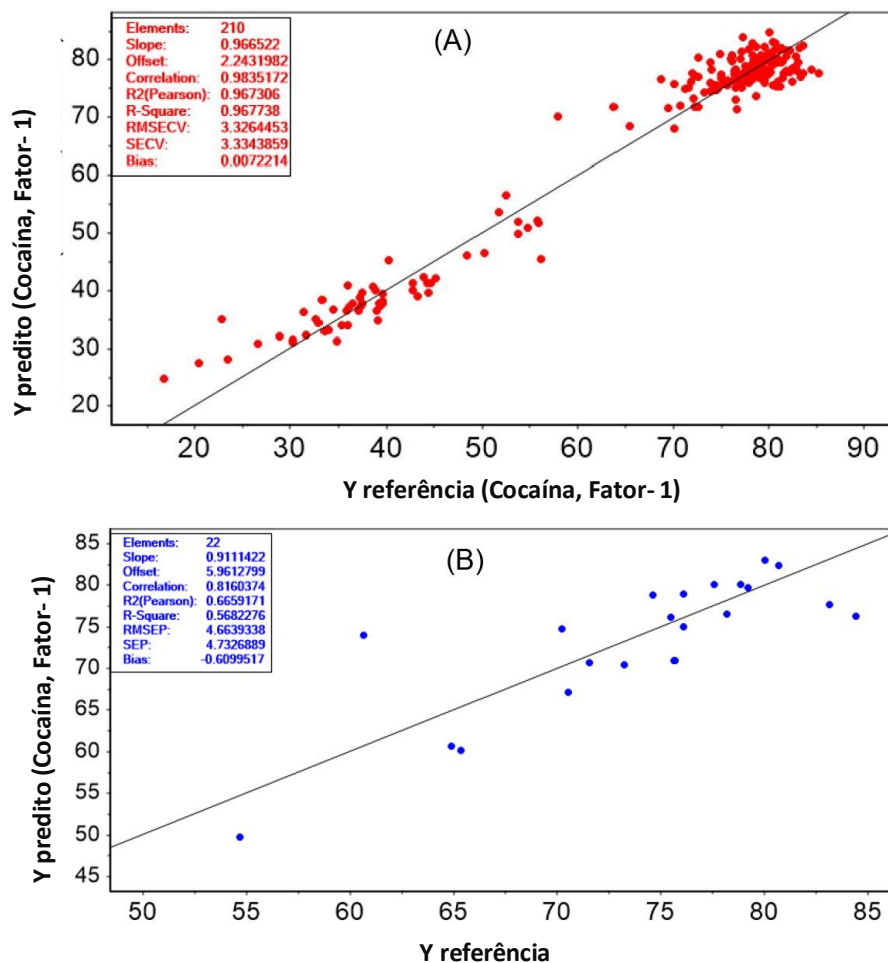 Elements: 210
Slope: 0.966522
Offset: 2.2431982
Correlation: 0.9835172
R2(Pearson): 0.967306
R-Square: 0.967738
RMSECV: 3.3264453
SECV: 3.3343859
Bias: 0.0072214
(A)
Y predito (Cocaína, Fator- 1)
80
70
60
50
40
30
20
20 30 40 50 60 70 80 90
Y referência (Cocaína, Fator- 1)
Elements: 22
Slope: 0.9111422
Offset: 5.9612799
Correlation: 0.8160374
R2(Pearson): 0.6659171
R-Square: 0.5682276
RMSEP: 4.6639338
SEP: 4.7326889
Bias: -0.6099517
(B)
Y predito (Cocaína, Fator- 1)
85
80
75
70
65
60
55
50
45
50 55 60 65 70 75 80 85
Y referência